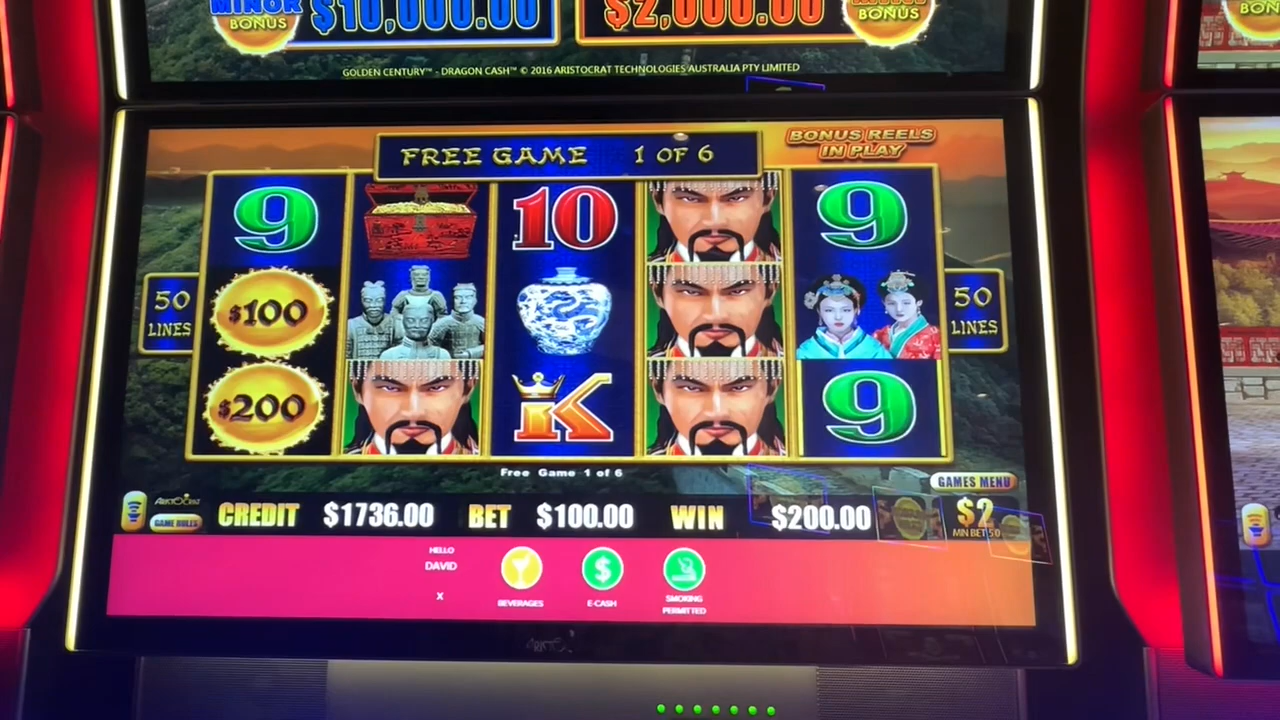 MINOR
BONUS
$10,000.00
$2,000.00
BONUS
GOLDEN CENTURY™ - DRAGON CASH™ © 2016 ARISTOCRAT TECHNOLOGIES AUSTRALIA PTY LIMITED
FREE GAME 1 OF 6
BONUS REELS
IN PLAY
9
10
9
50
LINES
$100
50
LINES
$200
K
9
Free Game 1 of 6
GAMES MENU
ARISTOCRAT
GAME RULES
CREDIT $1736.00 BET $100.00 WIN $200.00
$2
MIN BET 50
HELLO
DAVID
X
BEVERAGES
$
E-CASH
SMOKING
PERMITTED